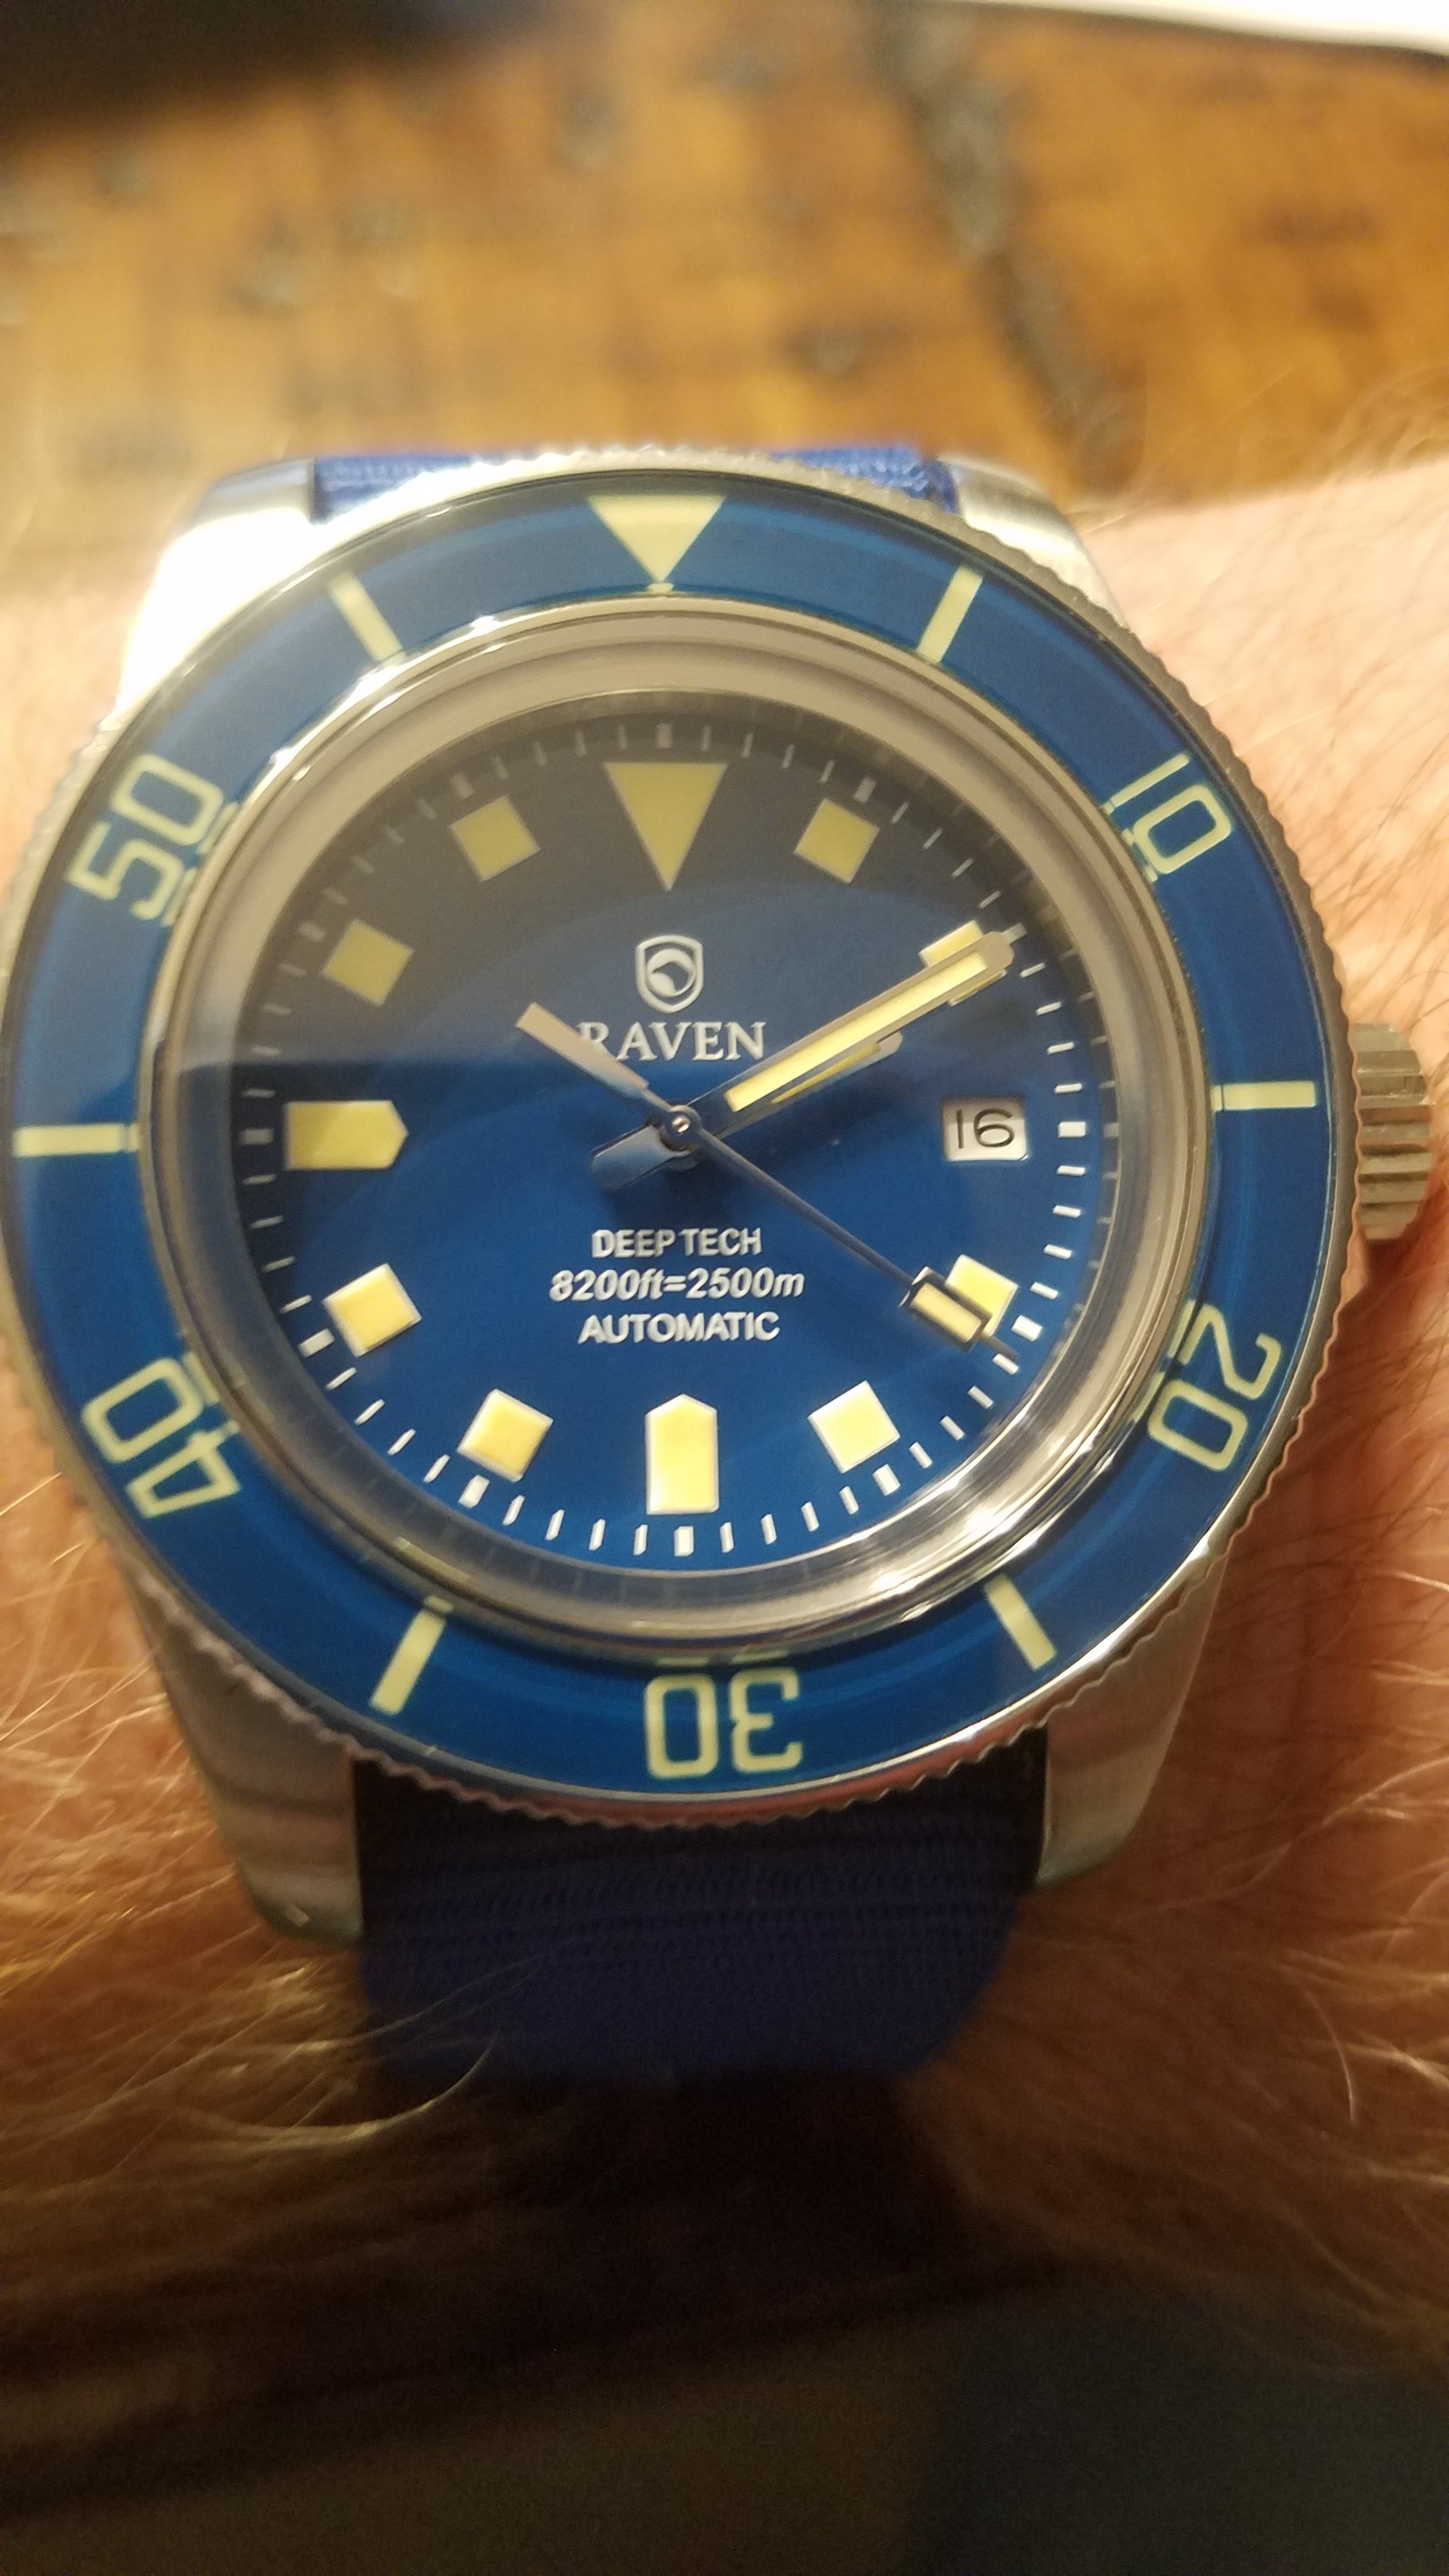 RAVEN
16
DEEP TECH
8200ft=2500m
AUTOMATIC
10
20
30
40
50